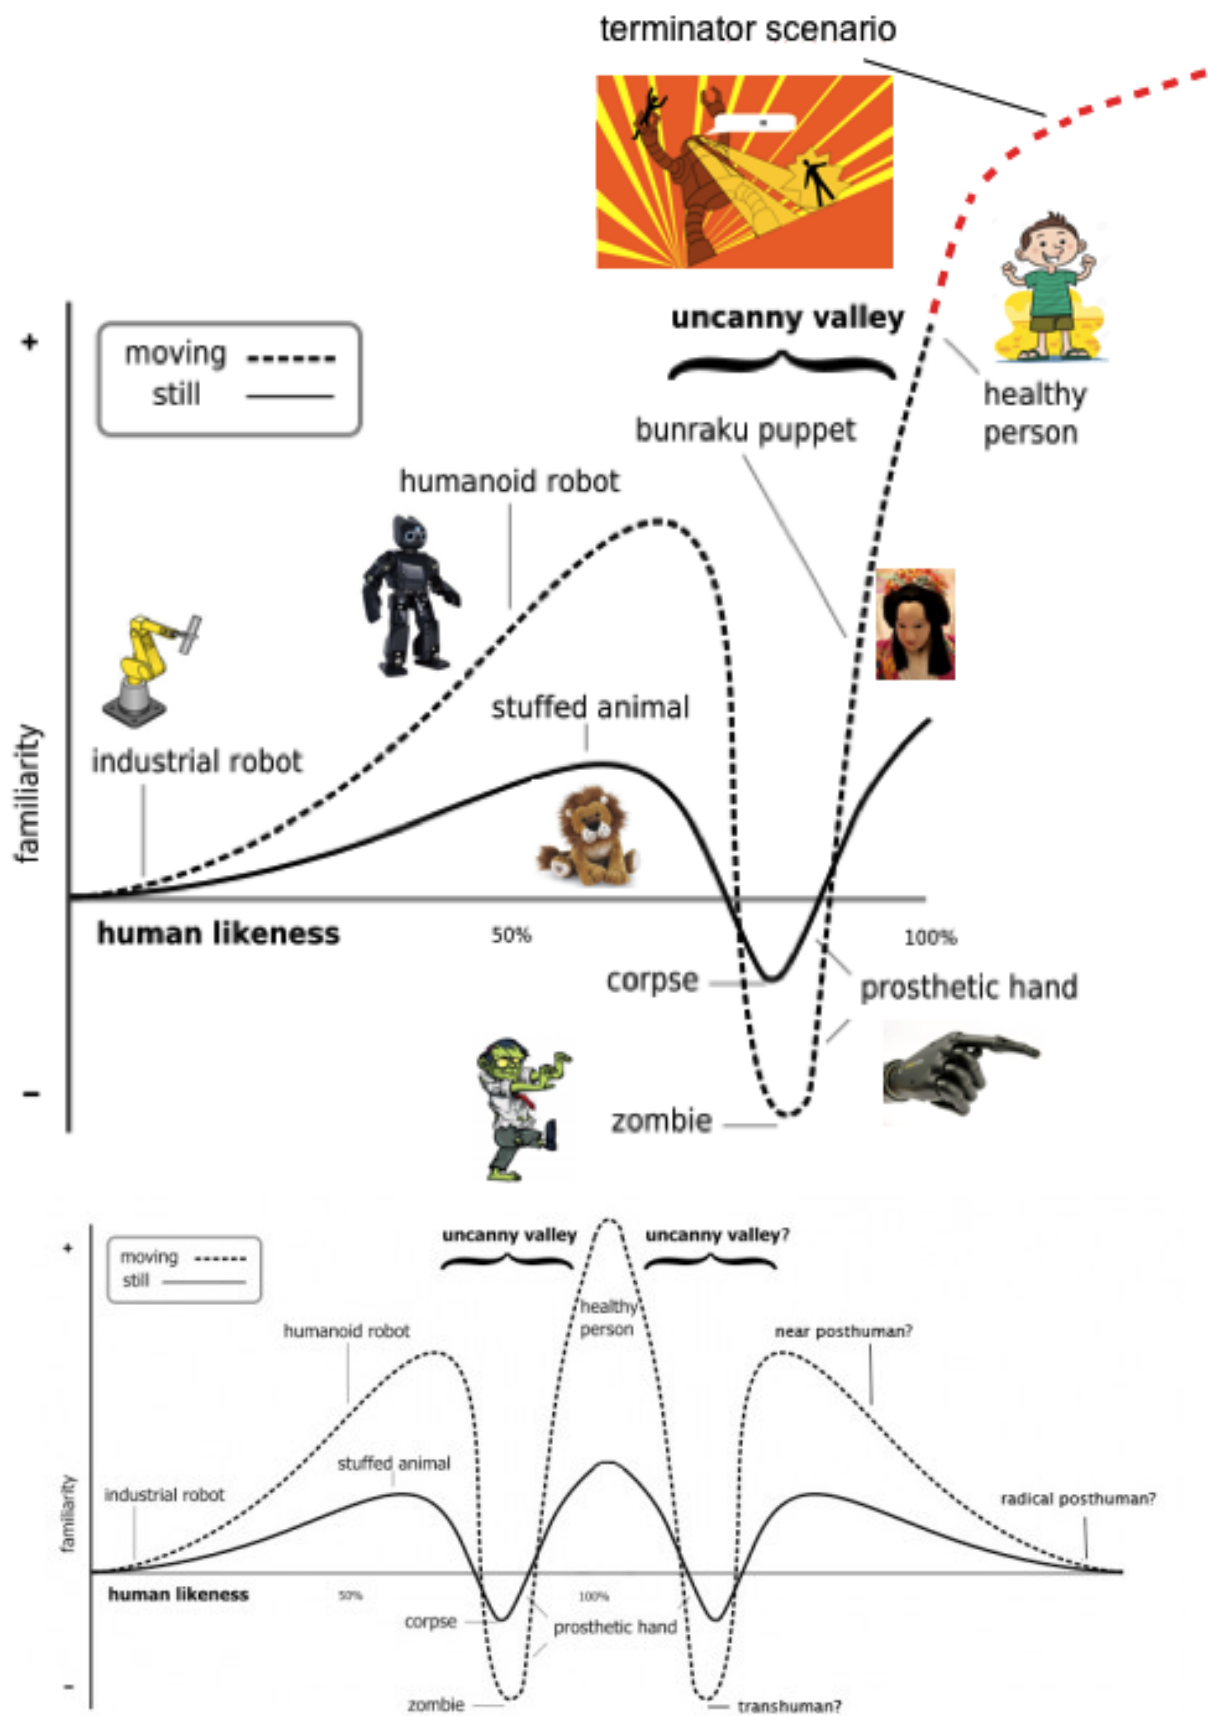 terminator scenario
uncanny valley
+
moving
still
healthy
person
bunraku puppet
humanoid robot
stuffed animal
industrial robot
familiarity
human likeness
50%
100%
corpse
prosthetic hand
–
zombie
uncanny valley
uncanny valley?
+
moving
still
healthy
person
humanoid robot
near posthuman?
stuffed animal
industrial robot
radical posthuman?
familiarity
human likeness
50%
100%
corpse
prosthetic hand
–
zombie
transhuman?